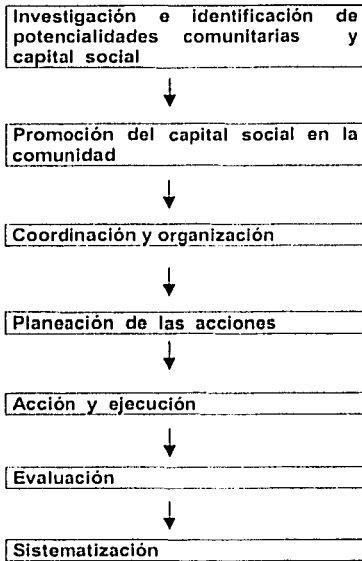 Investigación e identificación de
potencialidades comunitarias y
capital social
Promoción del capital social en la
comunidad
Coordinación y organización
Planeación de las acciones
Acción y ejecución
Evaluación
Sistematización